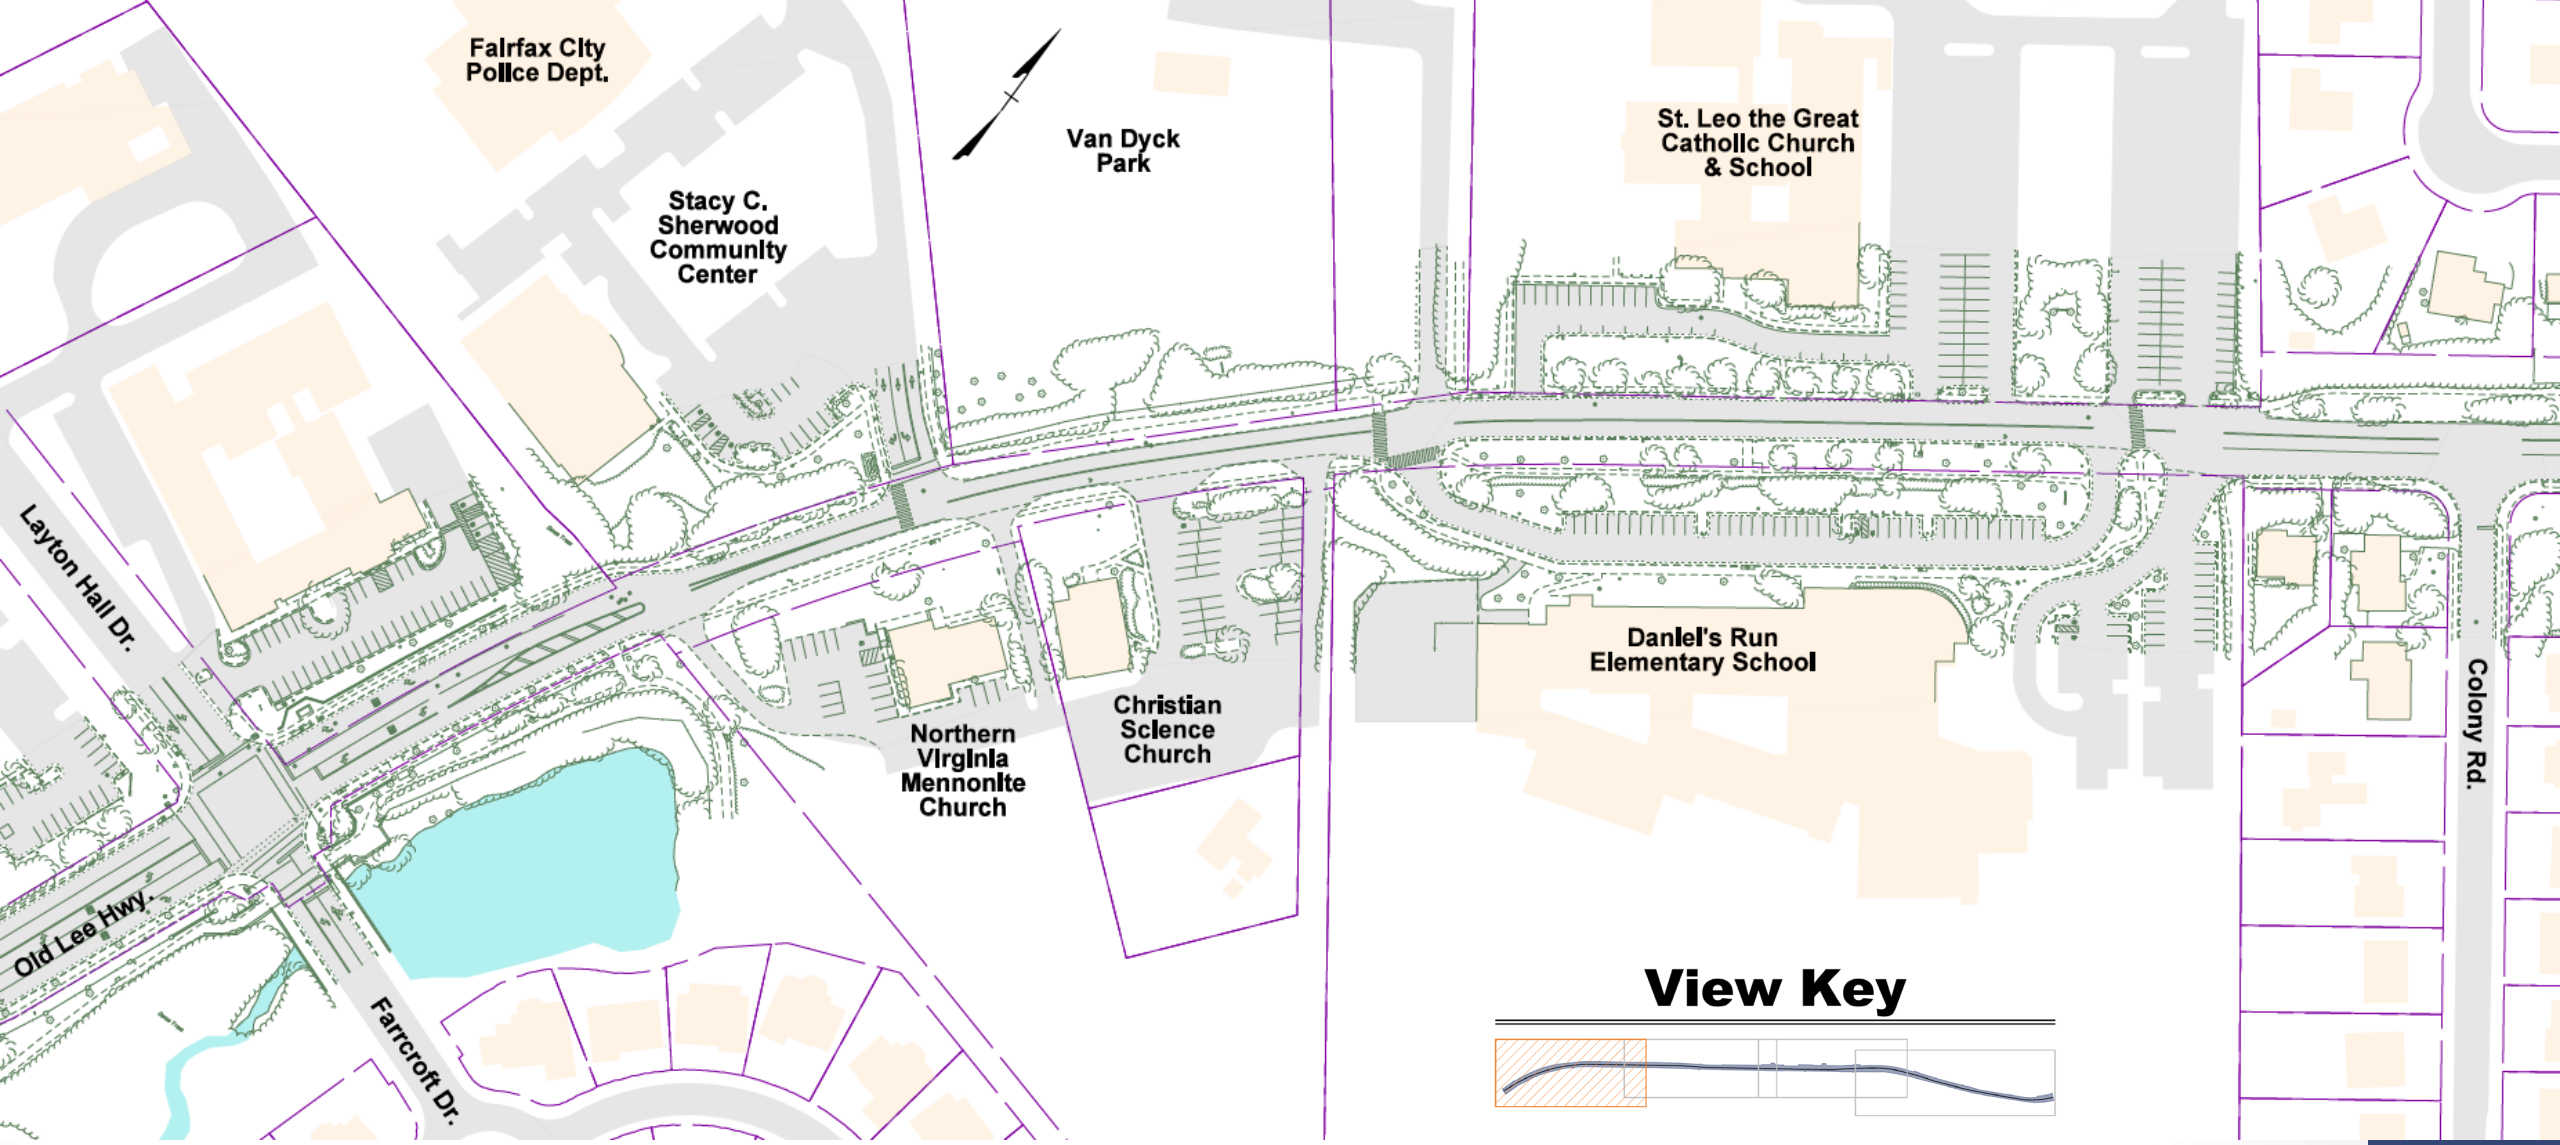 Fairfax City
Police Dept.
Stacy C.
Sherwood
Community
Center
Van Dyck
Park
St. Leo the Great
Catholic Church
& School
Layton Hall Dr.
Old Lee Hwy.
Farrcroft Dr.
Northern
Virginia
Mennonite
Church
Christian
Science
Church
Daniel's Run
Elementary School
Colony Rd.
View Key